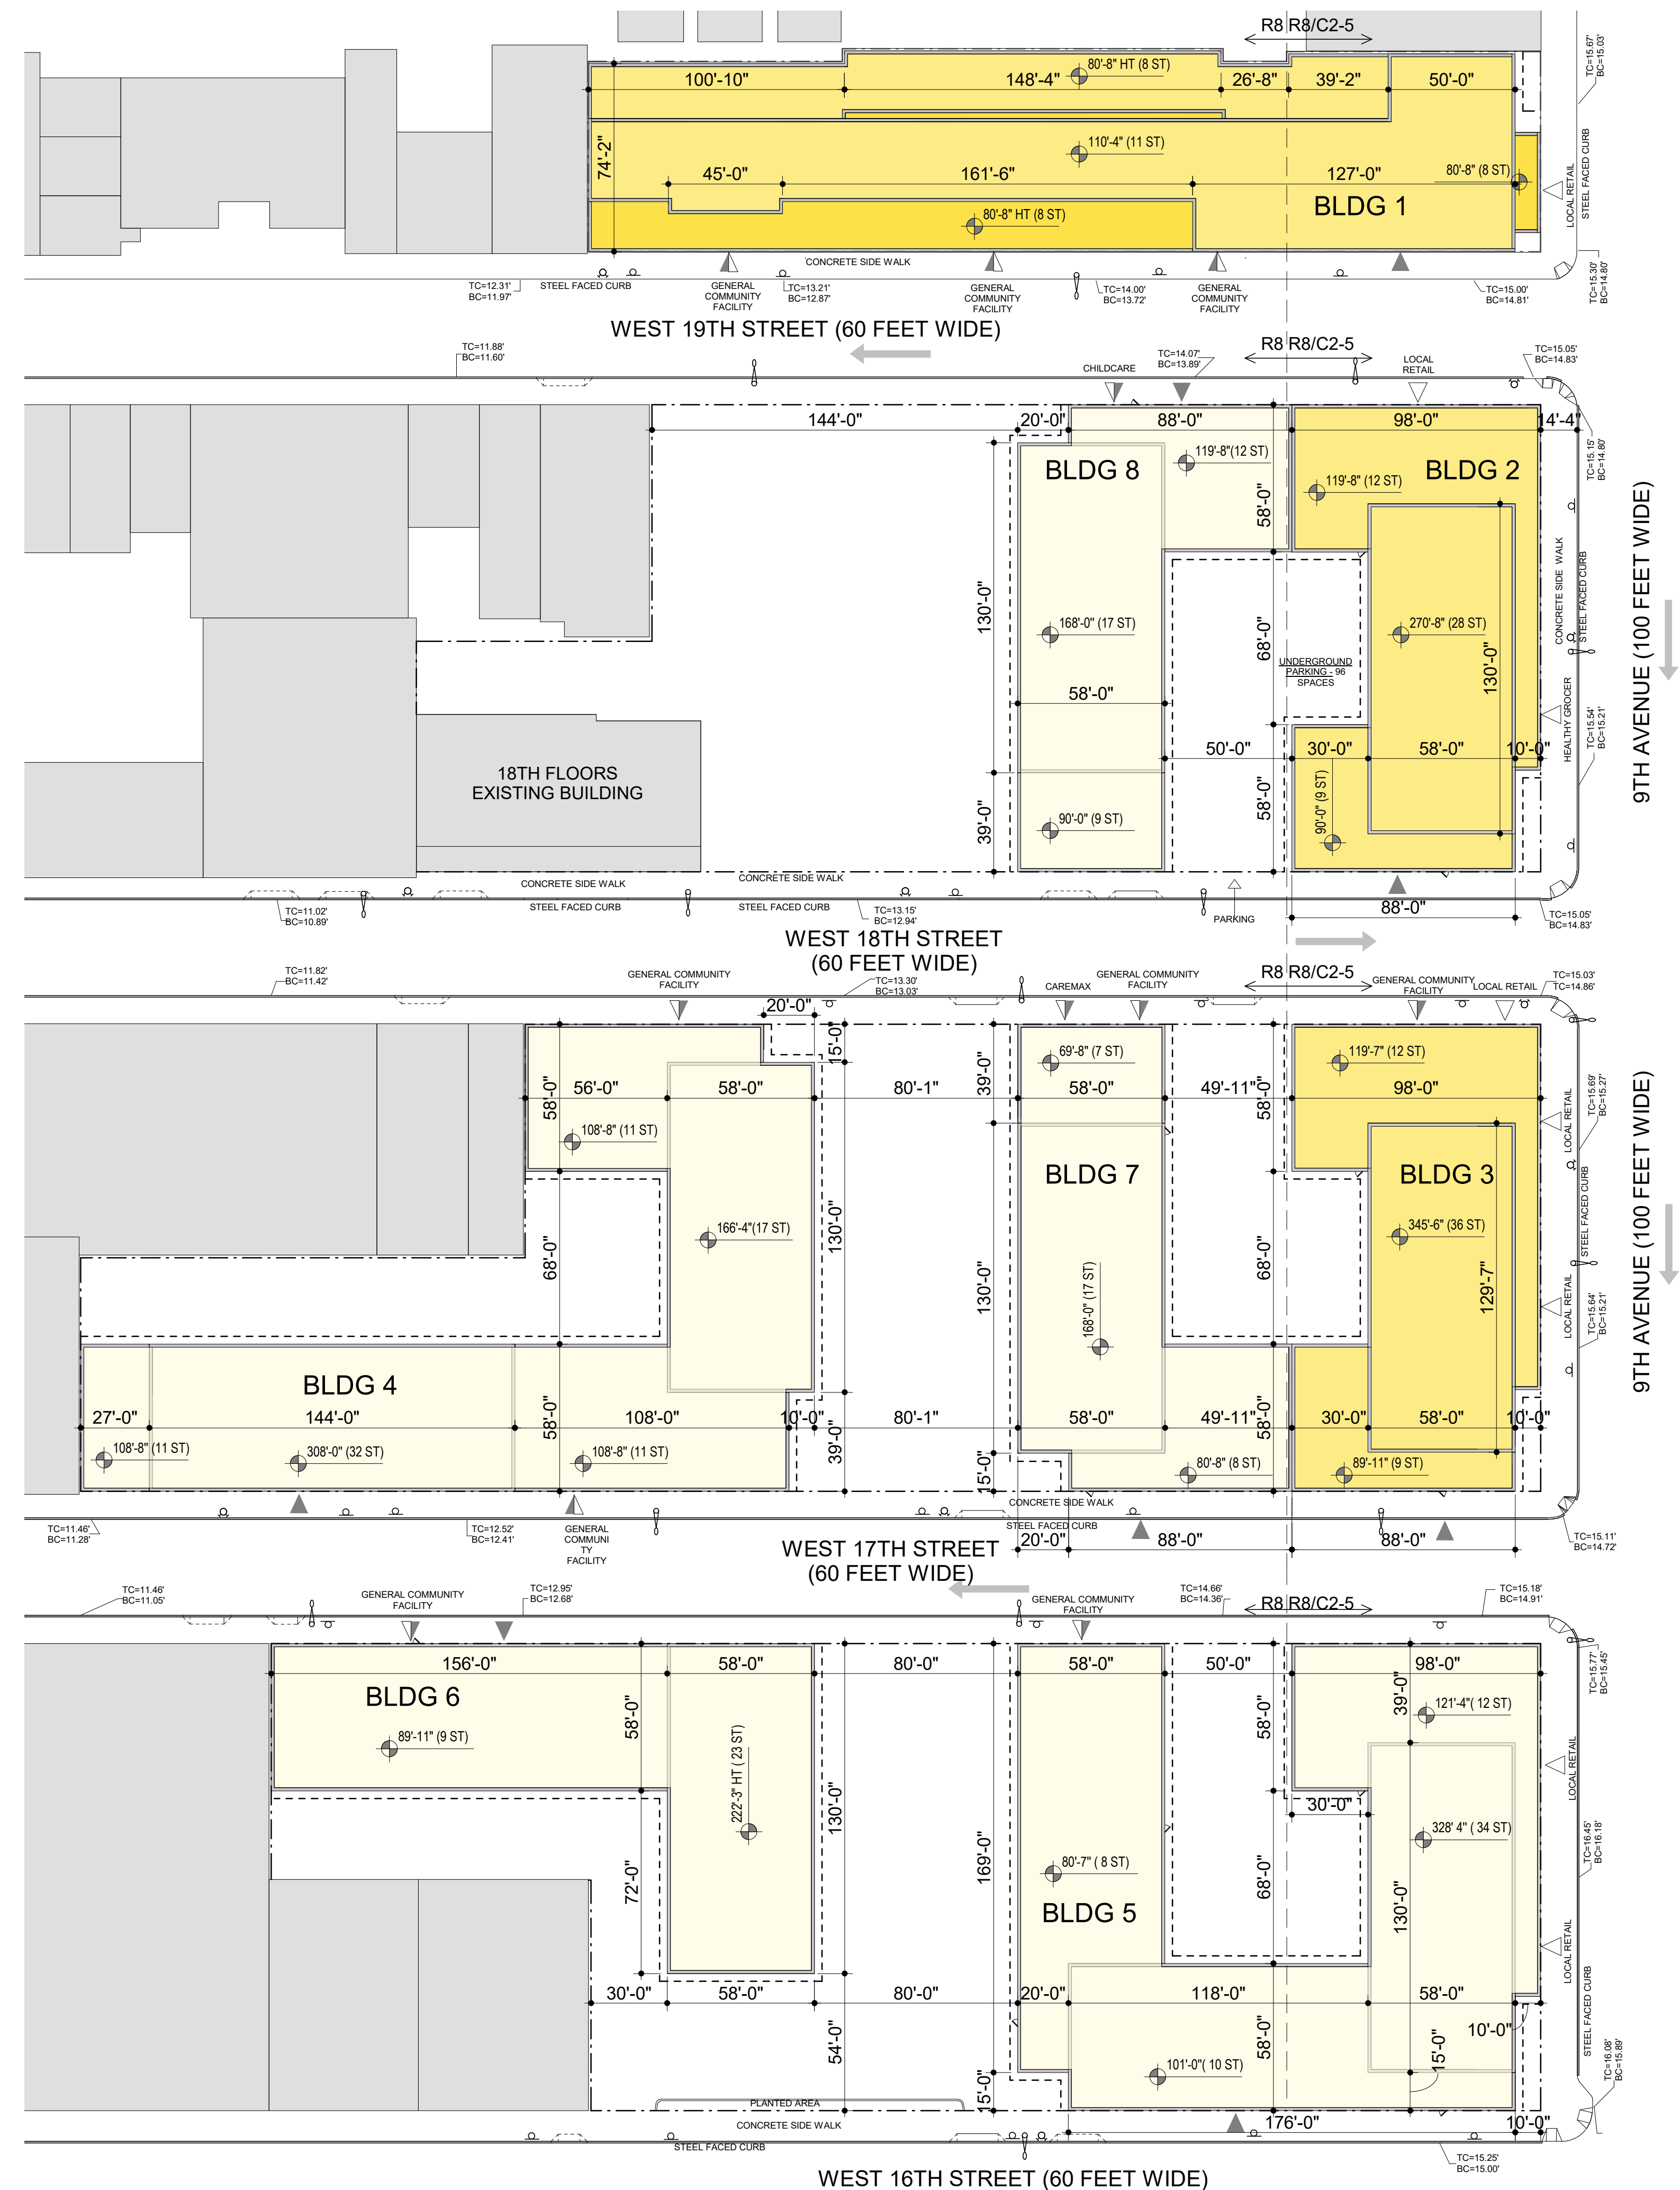 R8 R8/C2-5
TC=15.67'
BC=15.03'
80'-8" HT (8 ST)
100'-10"
148'-4"
26'-8"
39'-2"
50'-0"
74'-2"
110'-4" (11 ST)
45'-0"
161'-6"
127'-0"
80'-8" (8 ST)
BLDG 1
80'-8" HT (8 ST)
LOCAL RETAIL
STEEL FACED CURB
CONCRETE SIDE WALK
TC=12.31'
BC=11.97'
STEEL FACED CURB
GENERAL
COMMUNITY
FACILITY
TC=13.21'
BC=12.87'
GENERAL
COMMUNITY
FACILITY
TC=14.00'
BC=13.72'
GENERAL
COMMUNITY
FACILITY
TC=15.00'
BC=14.81'
TC=15.30'
BC=14.80'
WEST 19TH STREET (60 FEET WIDE)
R8 R8/C2-5
TC=11.88'
BC=11.60'
CHILDCARE
TC=14.07'
BC=13.89'
LOCAL
RETAIL
TC=15.05'
BC=14.83'
144'-0"
20'-0"
88'-0"
98'-0"
14'-4"
TC=15.15'
BC=14.80'
BLDG 8
119'-8"(12 ST)
BLDG 2
119'-8" (12 ST)
58'-0"
130'-0"
168'-0" (17 ST)
68'-0"
270'-8" (28 ST)
130'-0"
UNDERGROUND
PARKING - 96
SPACES
58'-0"
50'-0"
30'-0"
58'-0"
10'-0"
CONCRETE SIDE WALK
STEEL FACED CURB
HEALTHY GROCER
TC=15.54'
BC=15.21'
9TH AVENUE (100 FEET WIDE)
18TH FLOORS
EXISTING BUILDING
39'-0"
90'-0" (9 ST)
58'-0"
90'-0" (9 ST)
CONCRETE SIDE WALK
CONCRETE SIDE WALK
STEEL FACED CURB
STEEL FACED CURB
TC=11.02'
BC=10.89'
TC=13.15'
BC=12.94'
PARKING
88'-0"
TC=15.05'
BC=14.83'
WEST 18TH STREET
(60 FEET WIDE)
TC=11.82'
BC=11.42'
GENERAL COMMUNITY
FACILITY
TC=13.30'
BC=13.03'
CAREMAX
GENERAL COMMUNITY
FACILITY
R8 R8/C2-5
GENERAL COMMUNITY
FACILITY
LOCAL RETAIL
TC=15.03'
TC=14.86'
20'-0"
15'-0"
58'-0"
56'-0"
58'-0"
80'-1"
39'-0"
69'-8" (7 ST)
58'-0"
49'-11"
58'-0"
119'-7" (12 ST)
98'-0"
108'-8" (11 ST)
BLDG 7
BLDG 3
166'-4"(17 ST)
130'-0"
68'-0"
130'-0"
168'-0" (17 ST)
68'-0"
345'-6" (36 ST)
129'-7"
LOCAL RETAIL
TC=15.69'
BC=15.27'
STEEL FACED CURB
LOCAL RETAIL
TC=15.64'
BC=15.21'
9TH AVENUE (100 FEET WIDE)
BLDG 4
27'-0"
144'-0"
58'-0"
108'-0"
10'-0"
80'-1"
58'-0"
49'-11"
58'-0"
30'-0"
58'-0"
10'-0"
108'-8" (11 ST)
308'-0" (32 ST)
108'-8" (11 ST)
39'-0"
15'-0"
80'-8" (8 ST)
89'-11" (9 ST)
CONCRETE SIDE WALK
STEEL FACED CURB
TC=11.46'
BC=11.28'
TC=12.52'
BC=12.41'
GENERAL
COMMUNI
TY
FACILITY
20'-0"
88'-0"
88'-0"
TC=15.11'
BC=14.72'
WEST 17TH STREET
(60 FEET WIDE)
TC=11.46'
BC=11.05'
GENERAL COMMUNITY
FACILITY
TC=12.95'
BC=12.68'
GENERAL COMMUNITY
FACILITY
TC=14.66'
BC=14.36'
R8 R8/C2-5
TC=15.18'
BC=14.91'
156'-0"
58'-0"
80'-0"
58'-0"
50'-0"
98'-0"
TC=15.77'
BC=15.45'
BLDG 6
58'-0"
89'-11" (9 ST)
222'-3" HT ( 23 ST)
130'-0"
58'-0"
39'-0"
121'-4"( 12 ST)
LOCAL RETAIL
30'-0"
328' 4" ( 34 ST)
TC=16.45'
BC=16.18'
72'-0"
169'-0"
80'-7" ( 8 ST)
BLDG 5
68'-0"
130'-0"
LOCAL RETAIL
STEEL FACED CURB
30'-0"
58'-0"
80'-0"
20'-0"
118'-0"
58'-0"
54'-0"
58'-0"
15'-0"
10'-0"
101'-0"( 10 ST)
15'-0"
TC=16.08'
BC=15.89'
PLANTED AREA
CONCRETE SIDE WALK
STEEL FACED CURB
176'-0"
10'-0"
TC=15.25'
BC=15.00'
WEST 16TH STREET (60 FEET WIDE)